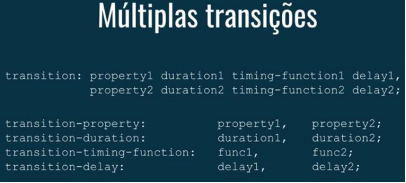 Múltiplas transições
transition: property1 duration1 timing-function1 delay1,
property2 duration2 timing-function2 delay2;
transition-property: property1, property2;
transition-duration: duration1, duration2;
transition-timing-function: func1, func2;
transition-delay: delay1, delay2;